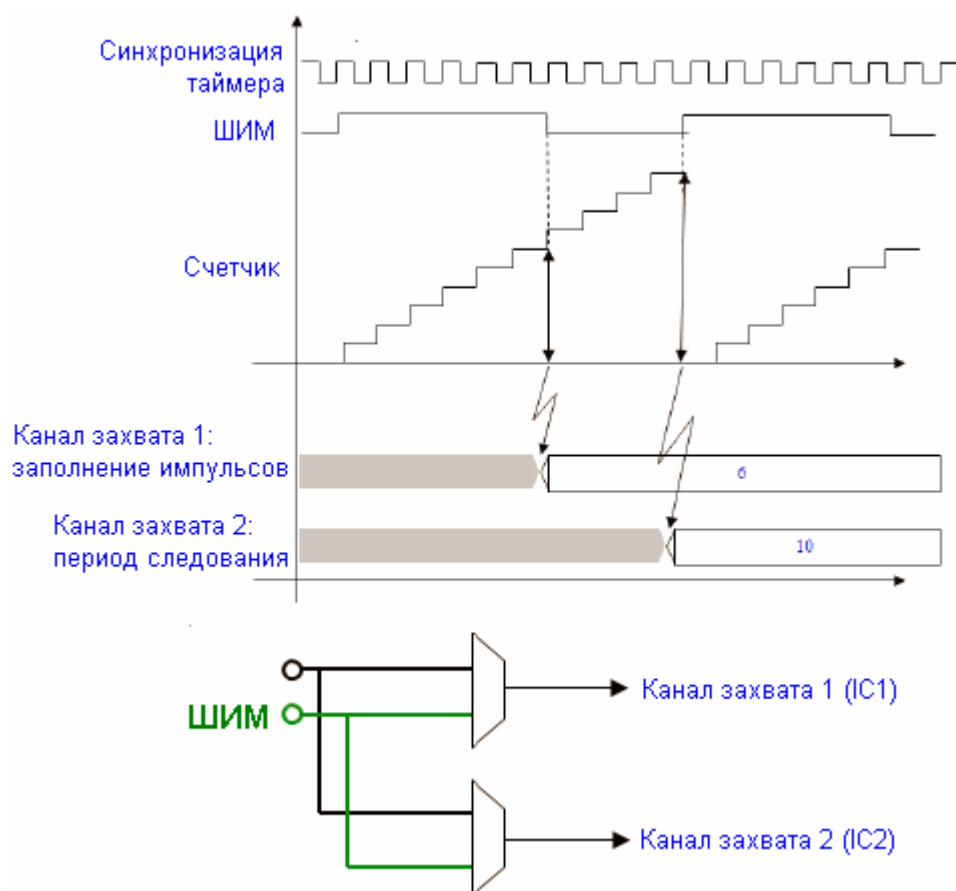 Синхронизация
таймера
ШИМ
Счетчик
Канал захвата 1:
заполнение импульсов
6
Канал захвата 2:
период следования
10
Канал захвата 1 (IC1)
ШИМ
Канал захвата 2 (IC2)